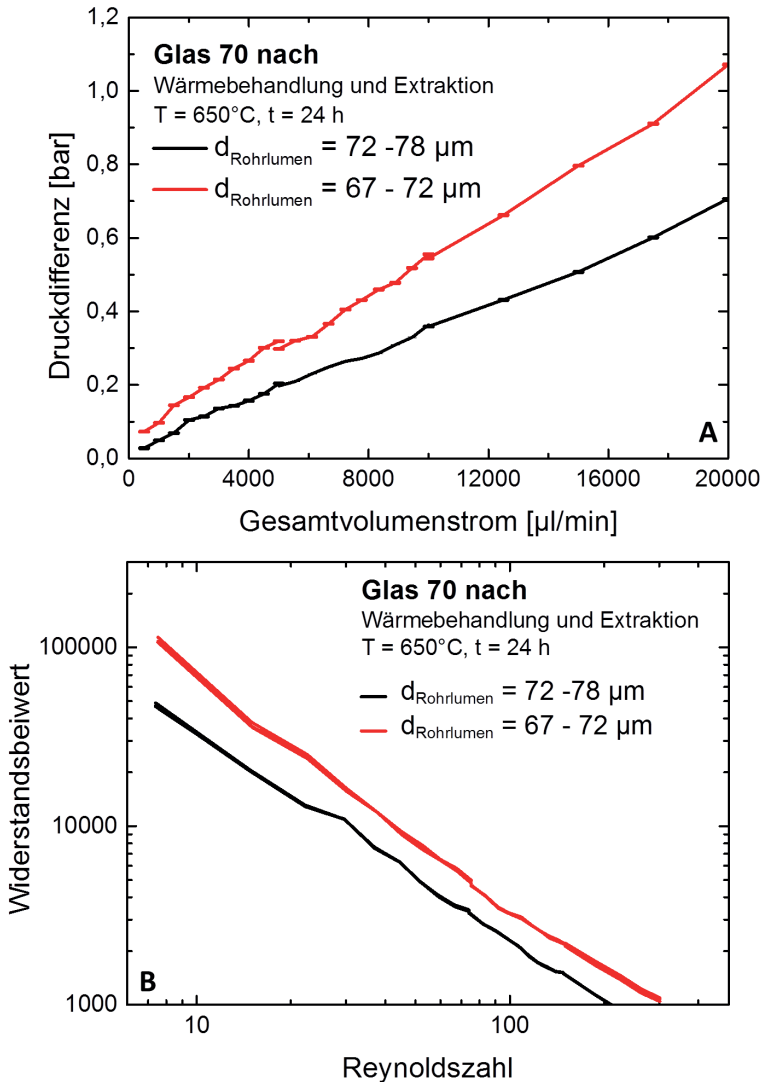 1,2
1,0
0,8
0,6
0,4
0,2
0,0
Druckdifferenz [bar]
Glas 70 nach
Wärmebehandlung und Extraktion
T = 650°C, t = 24 h
dRohrlumen = 72 -78 µm
dRohrlumen = 67 - 72 µm
A
0 4000 8000 12000 16000 20000
Gesamtvolumenstrom [µl/min]
100000
10000
1000
Widerstandsbeiwert
Glas 70 nach
Wärmebehandlung und Extraktion
T = 650°C, t = 24 h
dRohrlumen = 72 -78 µm
dRohrlumen = 67 - 72 µm
B
10 100
Reynoldszahl